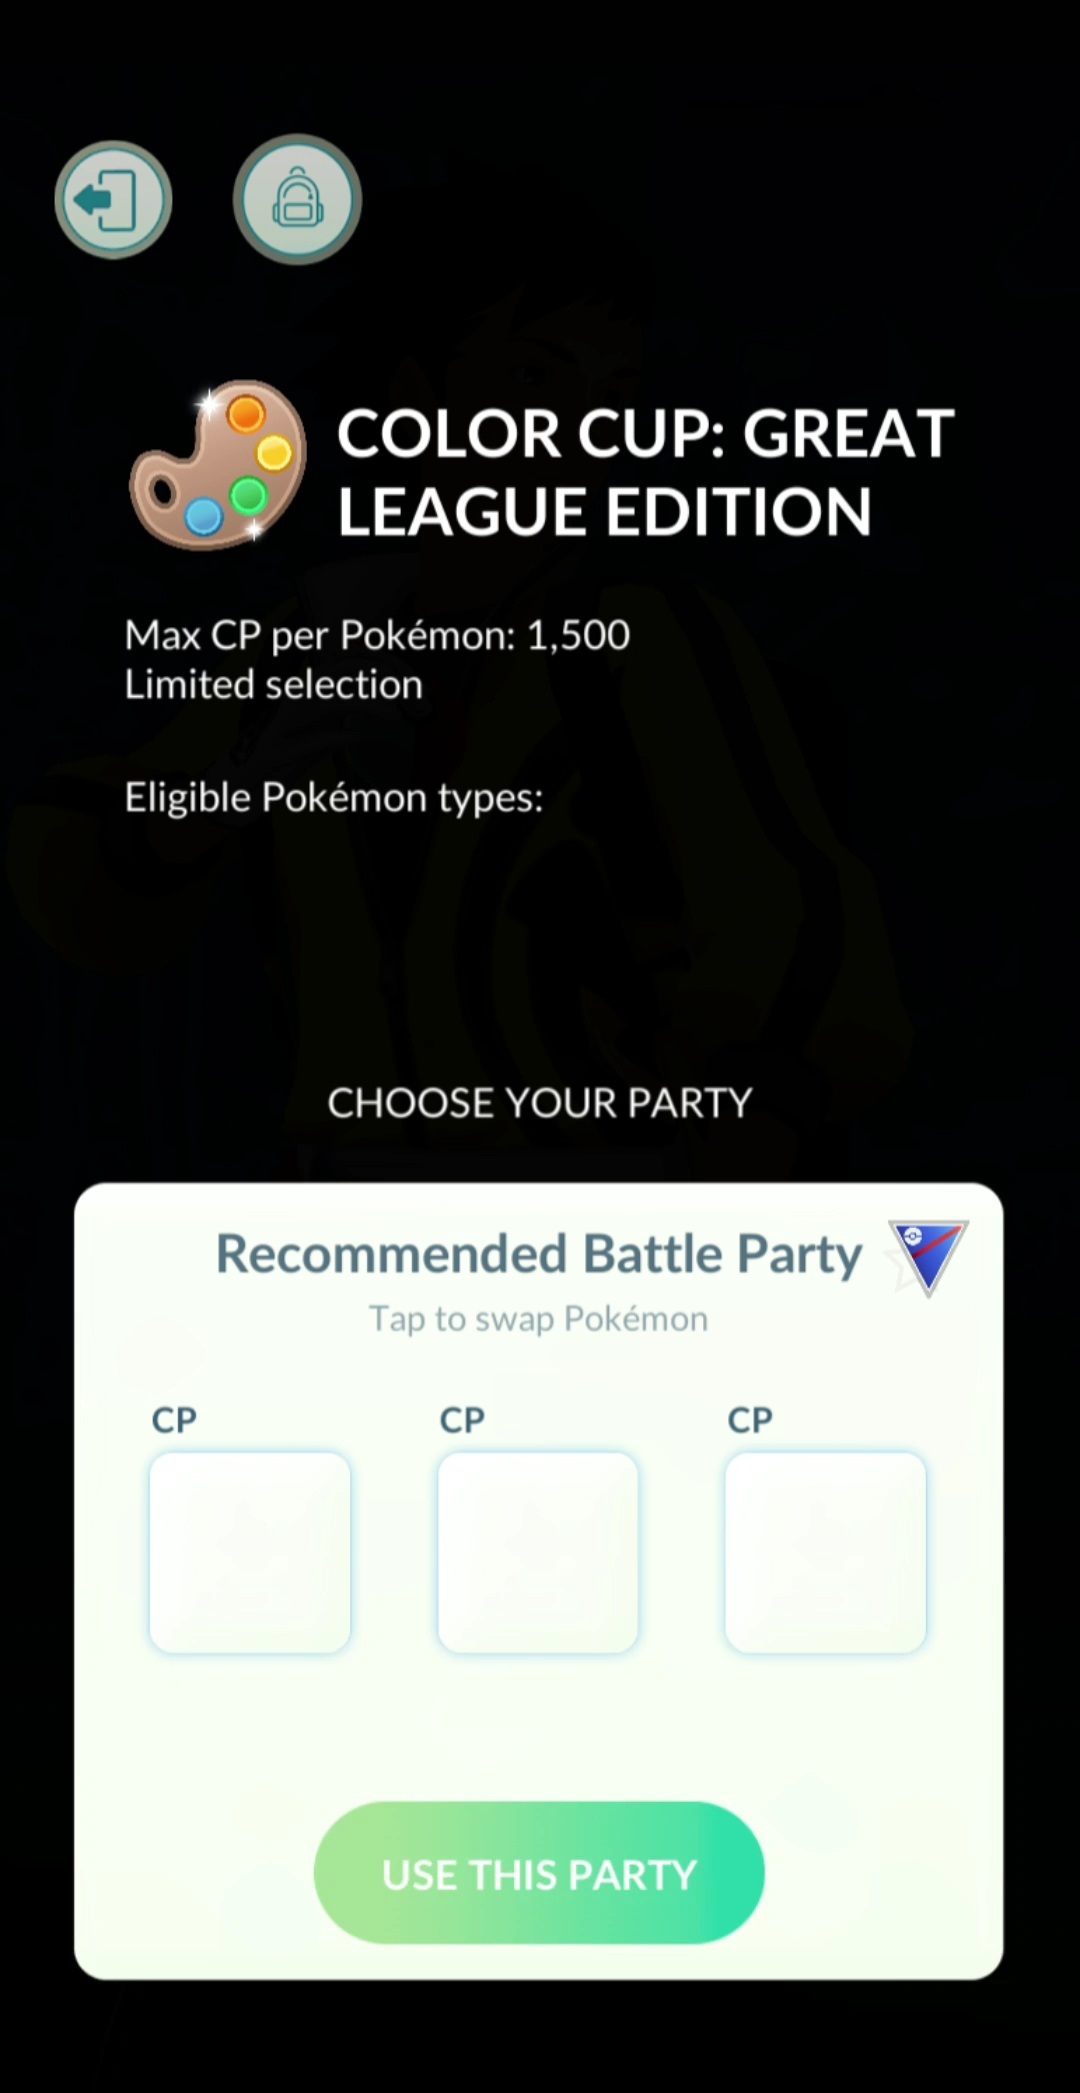 COLOR CUP: GREAT
LEAGUE EDITION
Max CP per Pokémon: 1,500
Limited selection
Eligible Pokémon types:
CHOOSE YOUR PARTY
Recommended Battle Party
Tap to swap Pokémon
CP CP CP
USE THIS PARTY